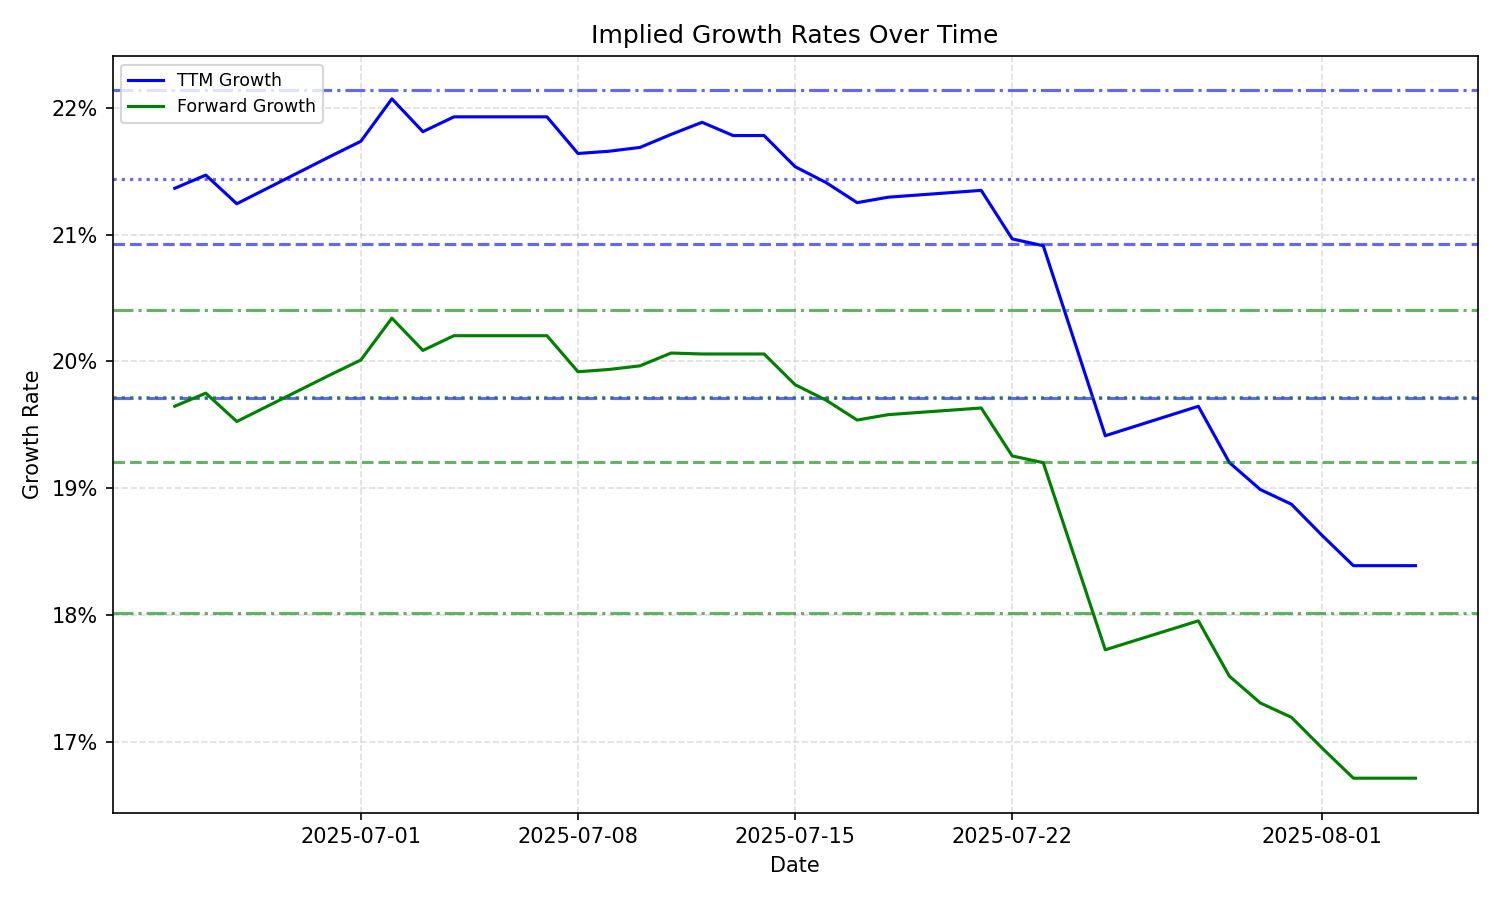 Implied Growth Rates Over Time
TTM Growth
Forward Growth
22%
21%
20%
19%
18%
17%
Growth Rate
2025-07-01
2025-07-08
2025-07-15
2025-07-22
2025-08-01
Date